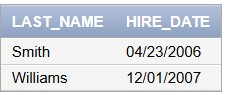 LAST_NAME HIRE_DATE
Smith 04/23/2006
Williams 12/01/2007